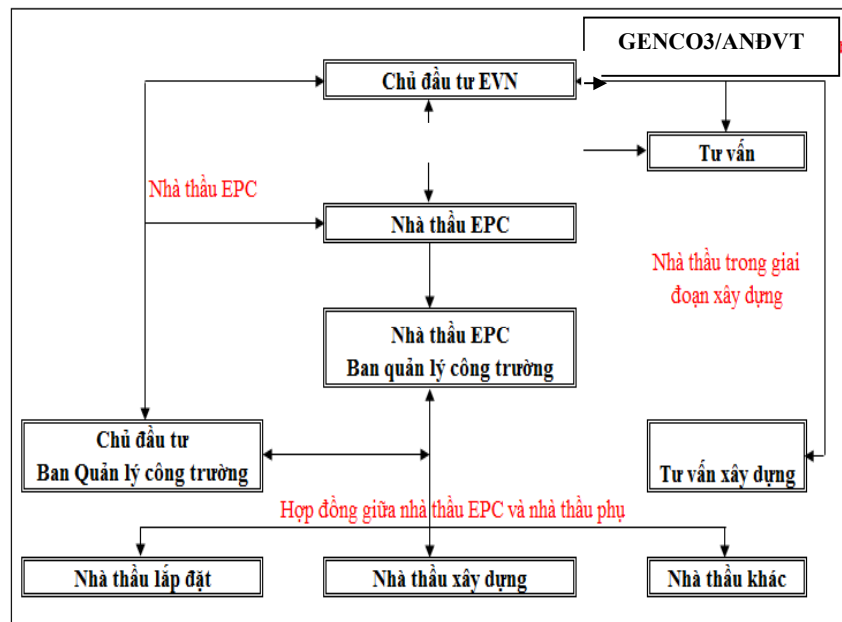 GENCO3/ANĐVT
Chủ đầu tư EVN
Tư vấn
Nhà thầu EPC
Nhà thầu EPC
Nhà thầu trong giai
đoạn xây dựng
Nhà thầu EPC
Ban quản lý công trường
Chủ đầu tư
Ban Quản lý công trường
Tư vấn xây dựng
Hợp đồng giữa nhà thầu EPC và nhà thầu phụ
Nhà thầu lắp đặt
Nhà thầu xây dựng
Nhà thầu khác